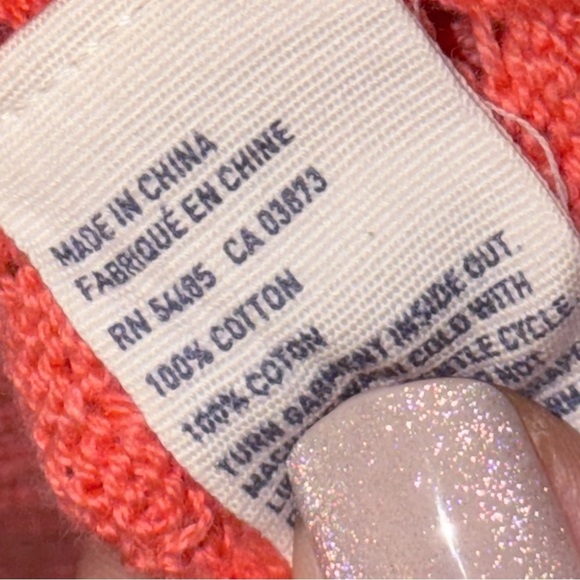 MADE IN CHINA
FABRIQUÉ EN CHINE
RN 54485 CA 03673
100% COTTON
100% COTON
TURN GARMENT INSIDE OUT.
COLD WITH
CYCLE
NOT